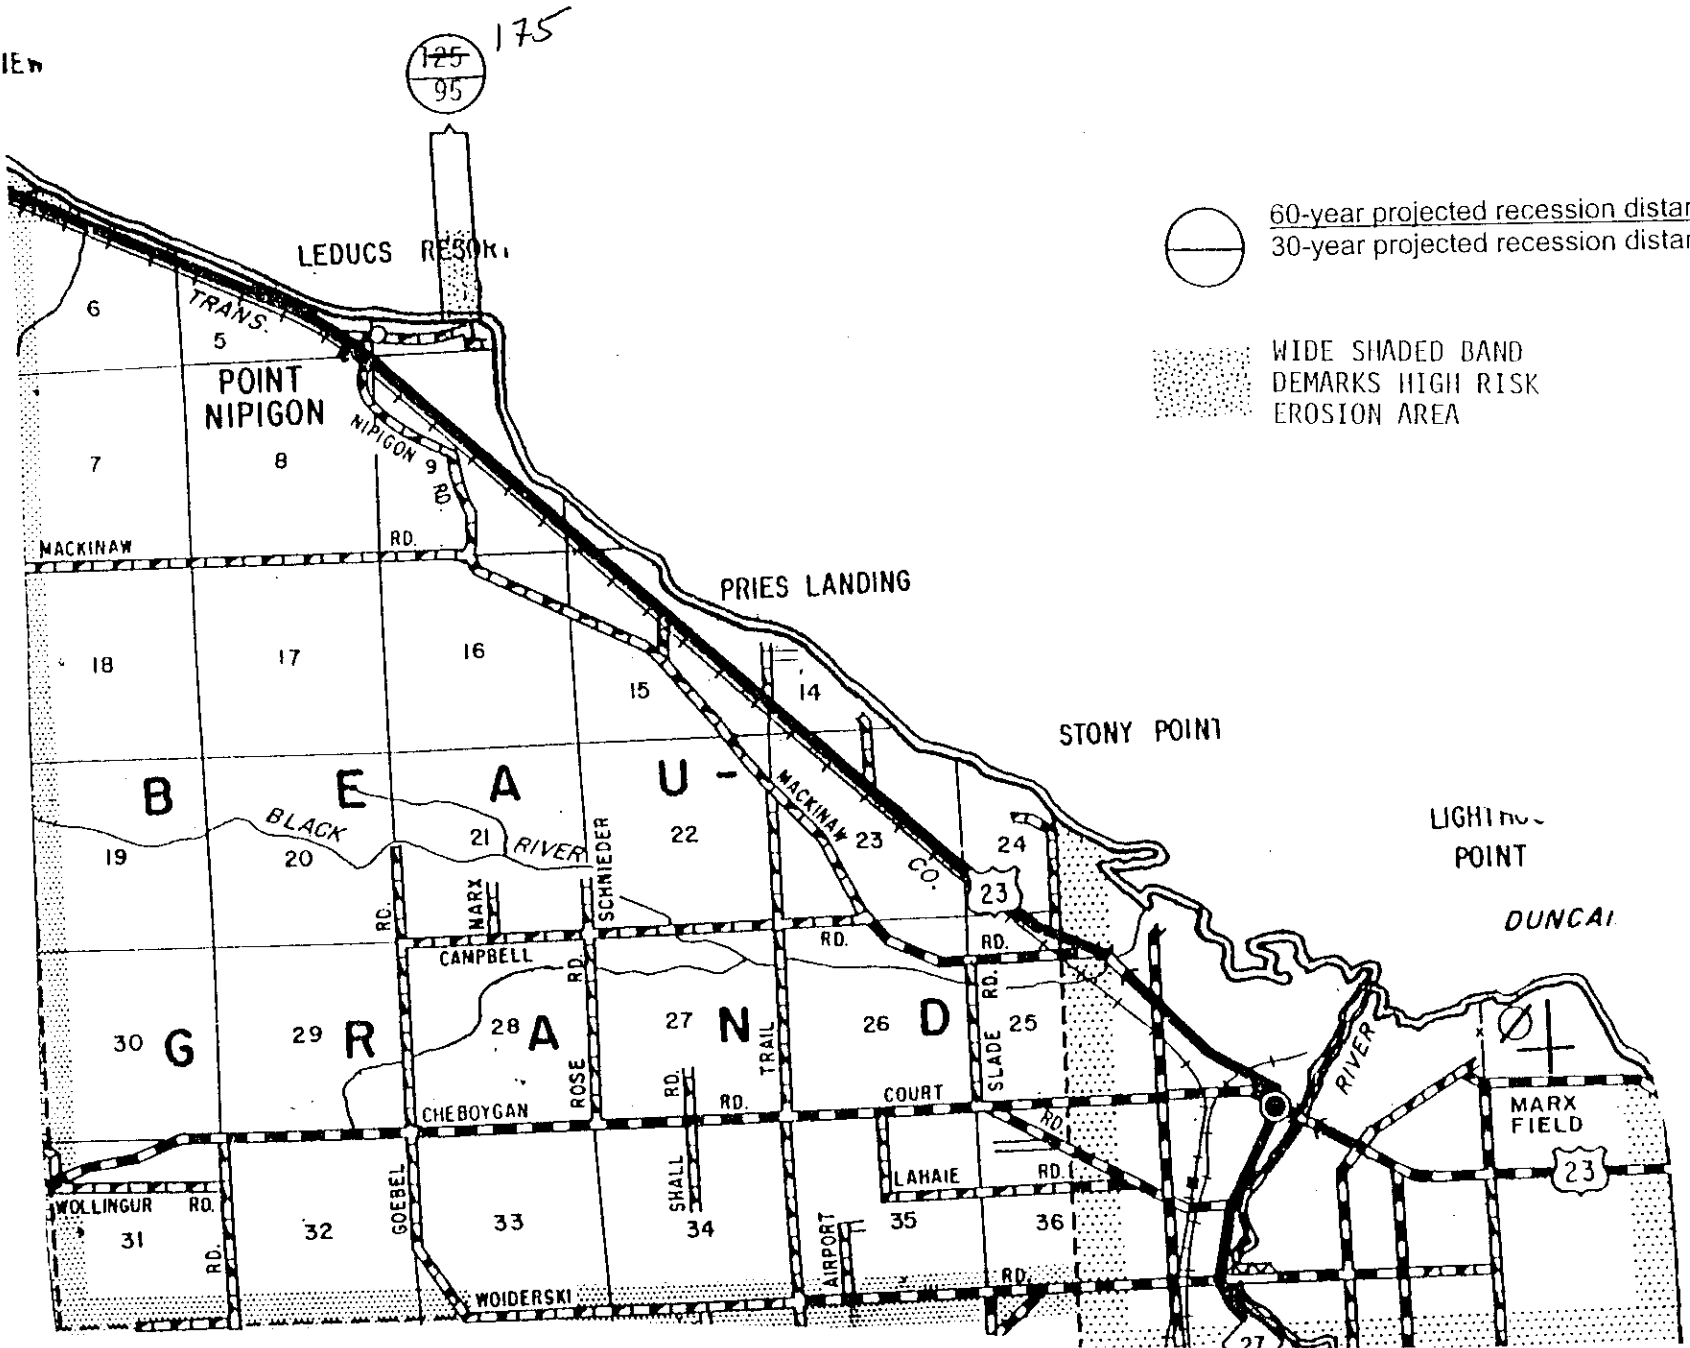 175
125
95
60-year projected recession distan
30-year projected recession distan
LEDUCS RESORT
WIDE SHADED BAND
DEMARKS HIGH RISK
EROSION AREA
6
TRANS.
5
POINT
NIPIGON
NIPIGON
9
RD
7
8
MACKINAW
RD.
PRIES LANDING
18
17
16
15
14
STONY POINT
B E A U-
MACKINAW
BLACK
RIVER
19
20
21
22
23
24
CO.
23
SCHNIEDER
MARX
RD.
POINT
CAMPBELL
RD.
RD.
RD.
30
G
29
R
28
A
27
N
26
D
25
ROSE
TRAIL
SLADE
RD.
RIVER
CHEBOYGAN
RD.
RD.
COURT
RD.
MARX
FIELD
23
WOLLINGUR RD.
LAHAIE
RD.
31
32
33
34
35
36
RD.
GOEBEL
SHALL
AIRPORT
WOIDERSKI
RD.
27